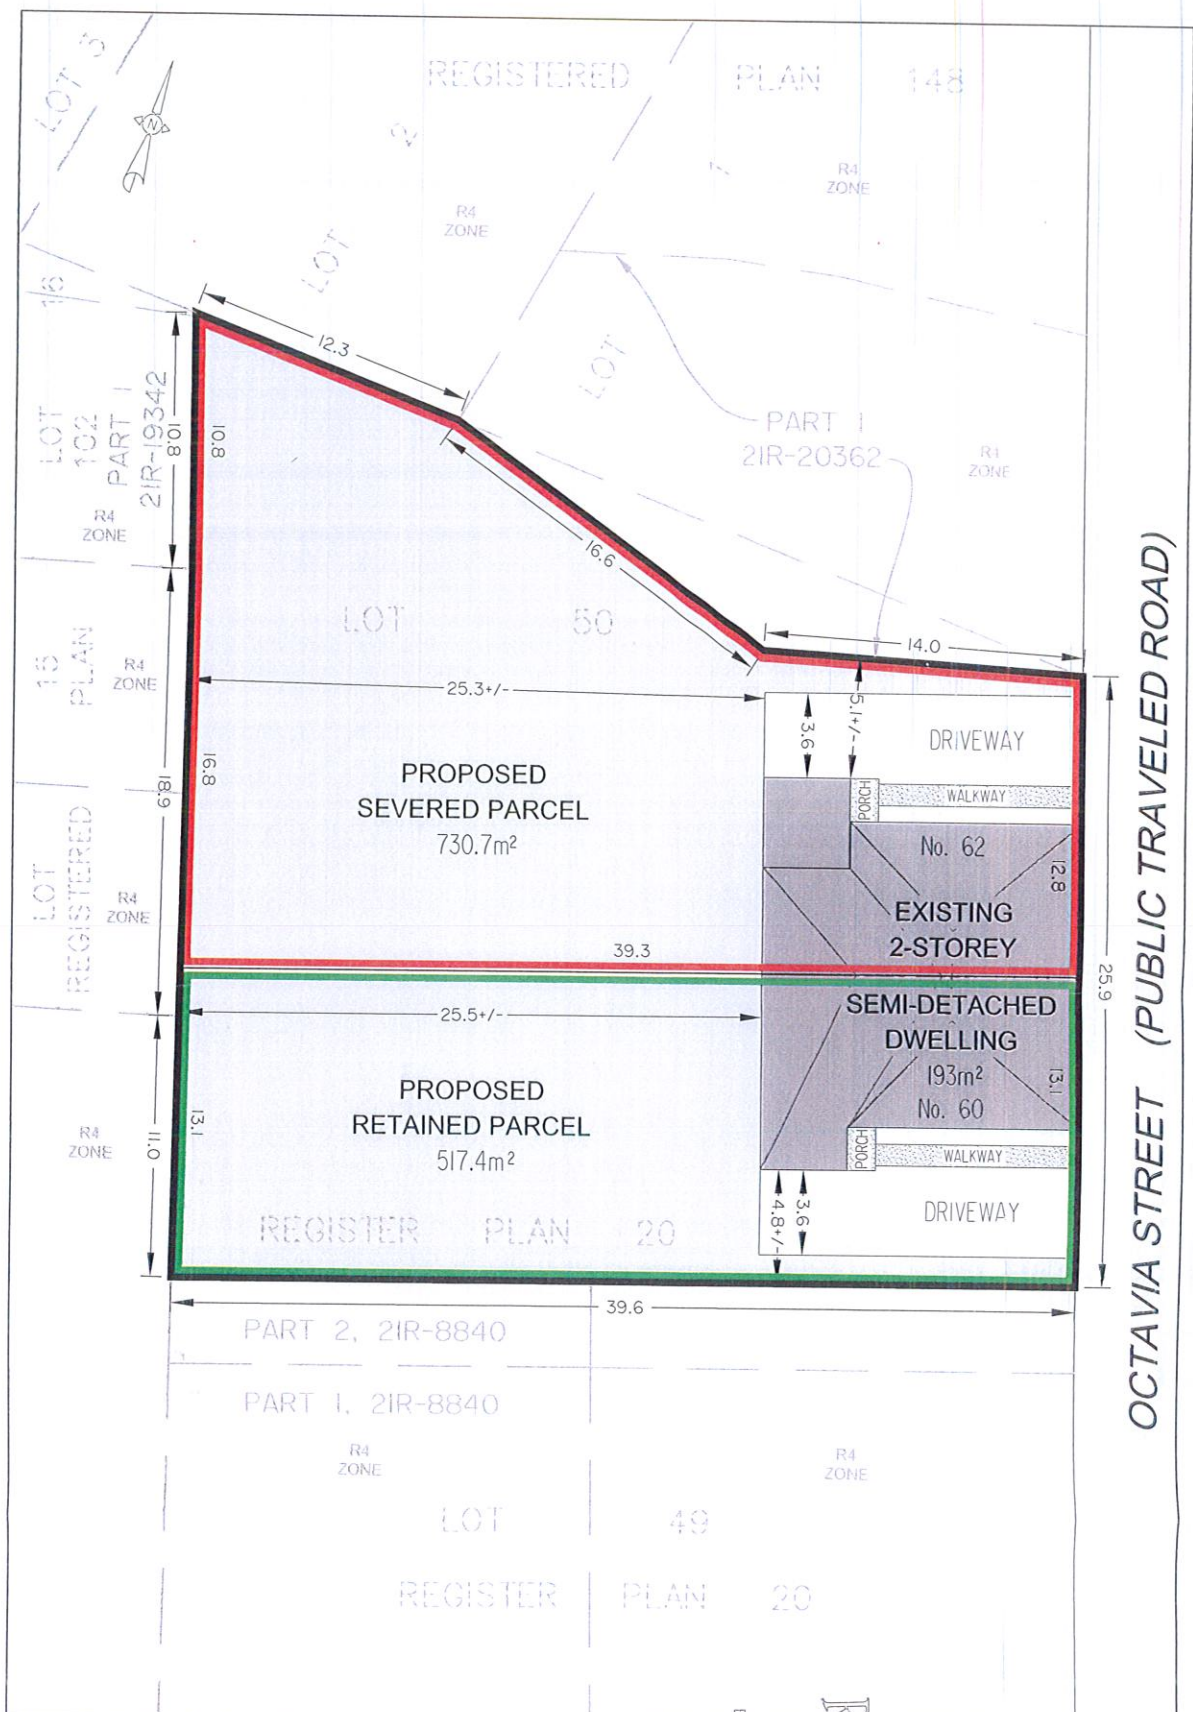 REGISTERED PLAN 148
LOT 3
N
2
1
R4
ZONE
R4
ZONE
LOT
16
12.3
LOT
LOT
102
PART 1
21R-19342
10.8
10.8
PART 1
21R-20362
R4
ZONE
R4
ZONE
16.6
LOT 50
14.0
15
PLAN
R4
ZONE
25.3+/-
5.1+/-
3.6
DRIVEWAY
16.8
18.9
PROPOSED
SEVERED PARCEL
730.7m²
PORCH
WALKWAY
No. 62
12.8
LOT
REGISTERED
R4
ZONE
EXISTING
2-STOREY
39.3
25.9
OCTAVIA STREET (PUBLIC TRAVELED ROAD)
25.5+/-
SEMI-DETACHED
DWELLING
193m²
No. 60
13.1
PROPOSED
RETAINED PARCEL
517.4m²
13.1
11.0
R4
ZONE
PORCH
WALKWAY
3.6
4.8+/-
DRIVEWAY
REGISTER PLAN 20
39.6
PART 2, 21R-8840
PART 1, 21R-8840
R4
ZONE
R4
ZONE
LOT 49
REGISTER PLAN 20